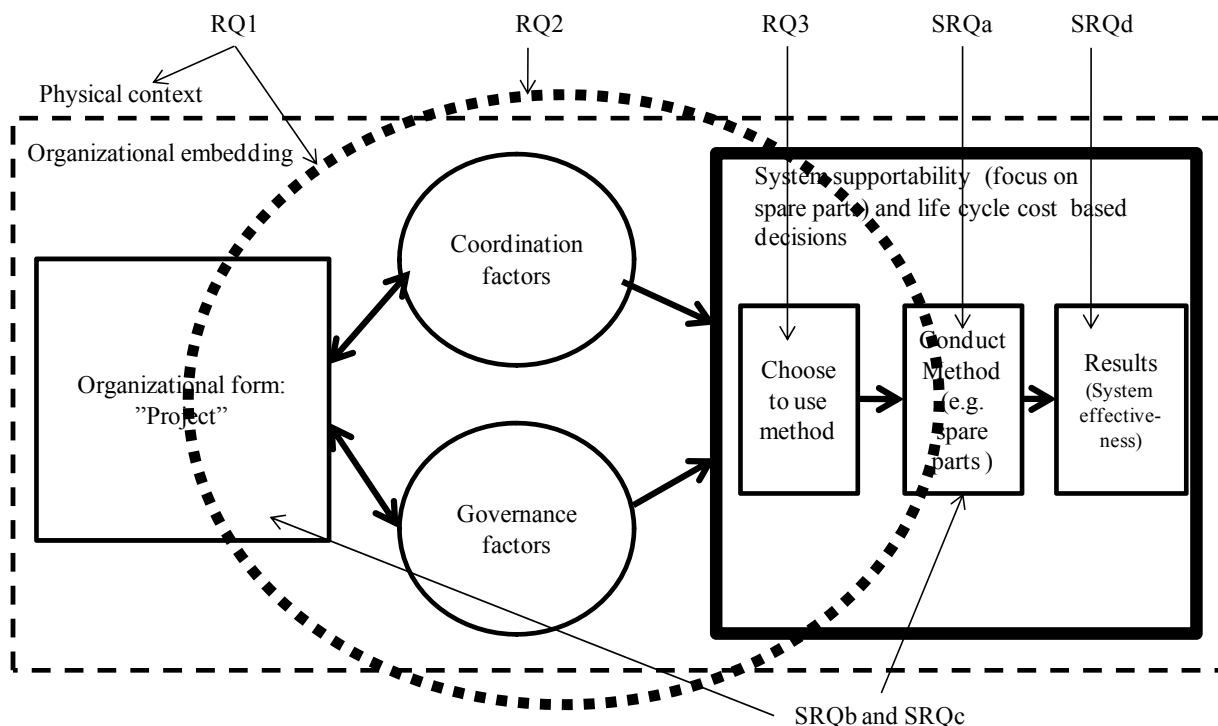 RQ1
RQ2
RQ3
SRQa
SRQd
Physical context
Organizational embedding
System supportability (focus on
spare parts) and life cycle cost based
decisions
Coordination
factors
Organizational form:
”Project”
Governance
factors
Choose
to use
method
Conduct
Method
(e.g.
spare
parts )
Results
(System
effective-
ness)
SRQb and SRQc